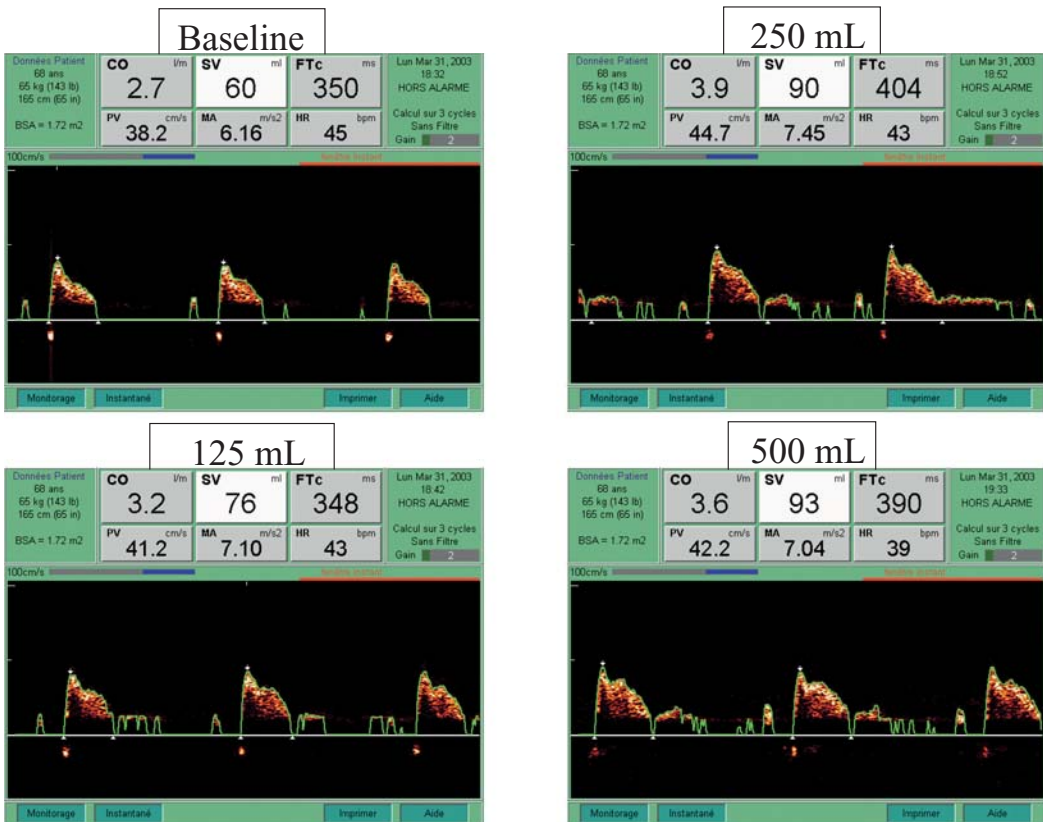 Baseline
Données Patient
68 ans
65 kg (143 lb)
165 cm (65 in)
BSA = 1.72 m2
CO l/m
2.7
SV ml
60
FTc ms
350
PV cm/s
38.2
MA m/s2
6.16
HR bpm
45
Lun Mar 31, 2003
18:32
HORS ALARME
Calcul sur 3 cycles
Sans Filtre
Gain 2
100cm/s
fenêtre instant
Monitorage
Instantané
Imprimer
Aide
250 mL
Données Patient
68 ans
65 kg (143 lb)
165 cm (65 in)
BSA = 1.72 m2
CO l/m
3.9
SV ml
90
FTc ms
404
PV cm/s
44.7
MA m/s2
7.45
HR bpm
43
Lun Mar 31, 2003
18:52
HORS ALARME
Calcul sur 3 cycles
Sans Filtre
Gain 2
100cm/s
fenêtre instant
Monitorage
Instantané
Imprimer
Aide
125 mL
Données Patient
68 ans
65 kg (143 lb)
165 cm (65 in)
BSA = 1.72 m2
CO l/m
3.2
SV ml
76
FTc ms
348
PV cm/s
41.2
MA m/s2
7.10
HR bpm
43
Lun Mar 31, 2003
18:42
HORS ALARME
Calcul sur 3 cycles
Sans Filtre
Gain 2
100cm/s
fenêtre instant
Monitorage
Instantané
Imprimer
Aide
500 mL
Données Patient
68 ans
65 kg (143 lb)
165 cm (65 in)
BSA = 1.72 m2
CO l/m
3.6
SV ml
93
FTc ms
390
PV cm/s
42.2
MA m/s2
7.04
HR bpm
39
Lun Mar 31, 2003
19:33
HORS ALARME
Calcul sur 3 cycles
Sans Filtre
Gain 2
100cm/s
fenêtre instant
Monitorage
Instantané
Imprimer
Aide